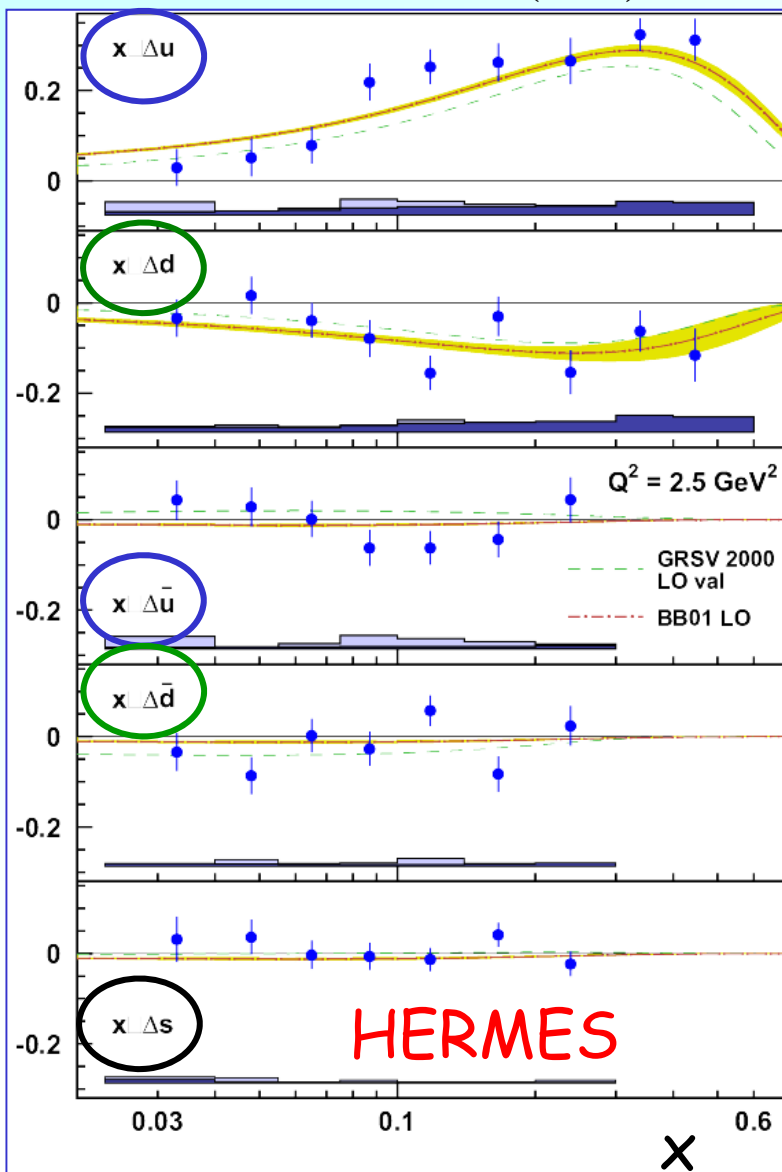 x Δu
0.2
0
x Δd
0
-0.2
Q² = 2.5 GeV²
0
GRSV 2000
LO val
-0.2
x Δū
BB01 LO
x Δd̄
0
-0.2
0
x Δs
HERMES
-0.2
0.03 0.1 0.6
x